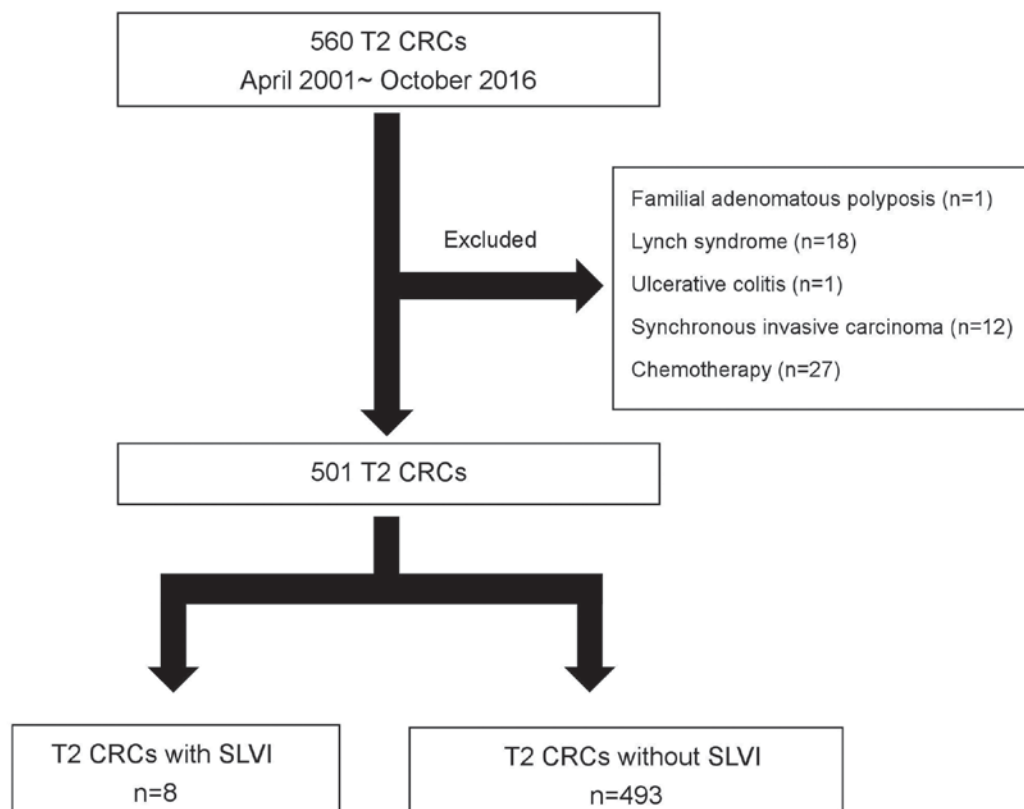 560 T2 CRCs
April 2001~ October 2016
Excluded
Familial adenomatous polyposis (n=1)
Lynch syndrome (n=18)
Ulcerative colitis (n=1)
Synchronous invasive carcinoma (n=12)
Chemotherapy (n=27)
501 T2 CRCs
T2 CRCs with SLVI
n=8
T2 CRCs without SLVI
n=493